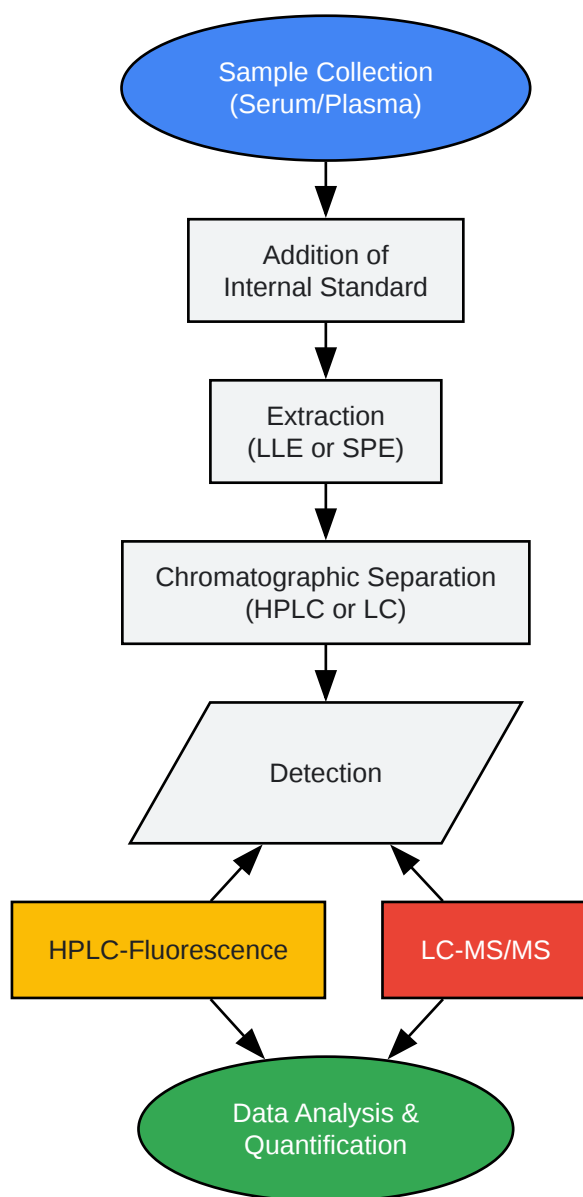 Sample Collection
(Serum/Plasma)
Addition of
Internal Standard
Extraction
(LLE or SPE)
Chromatographic Separation
(HPLC or LC)
Detection
HPLC-Fluorescence
LC-MS/MS
Data Analysis &
Quantification